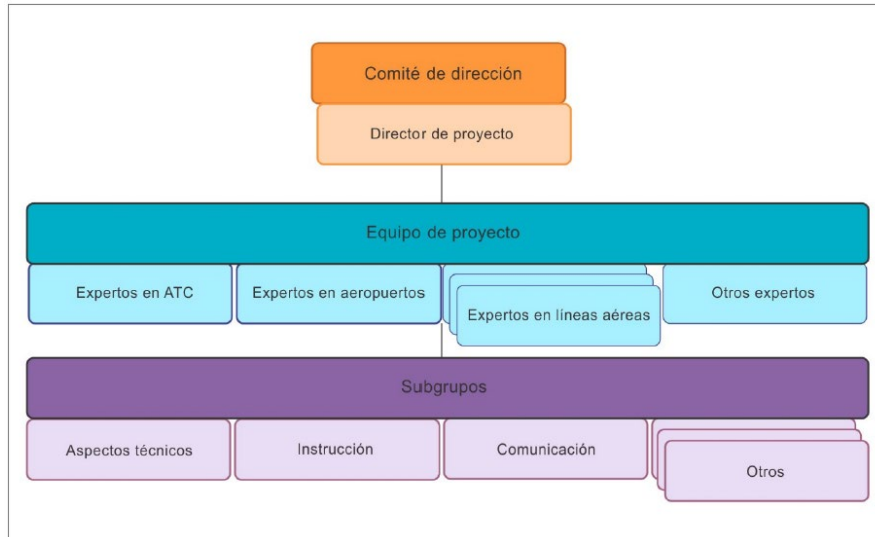 Comité de dirección
Director de proyecto
Equipo de proyecto
Expertos en ATC
Expertos en aeropuertos
Expertos en líneas aéreas
Otros expertos
Subgrupos
Aspectos técnicos
Instrucción
Comunicación
Otros